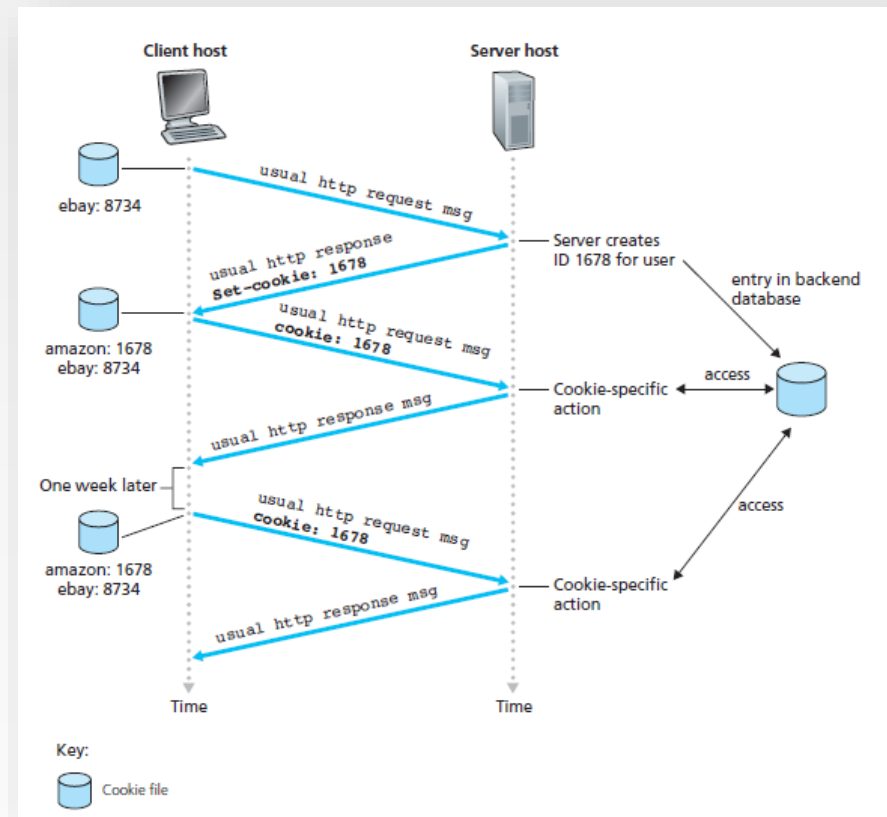 Client host
Server host
ebay: 8734
usual http request msg
Server creates
ID 1678 for user
entry in backend
database
usual http response
Set-cookie: 1678
amazon: 1678
ebay: 8734
usual http request msg
cookie: 1678
Cookie-specific
action
access
usual http response msg
One week later
usual http request msg
cookie: 1678
access
amazon: 1678
ebay: 8734
Cookie-specific
action
usual http response msg
Time
Time
Key:
Cookie file